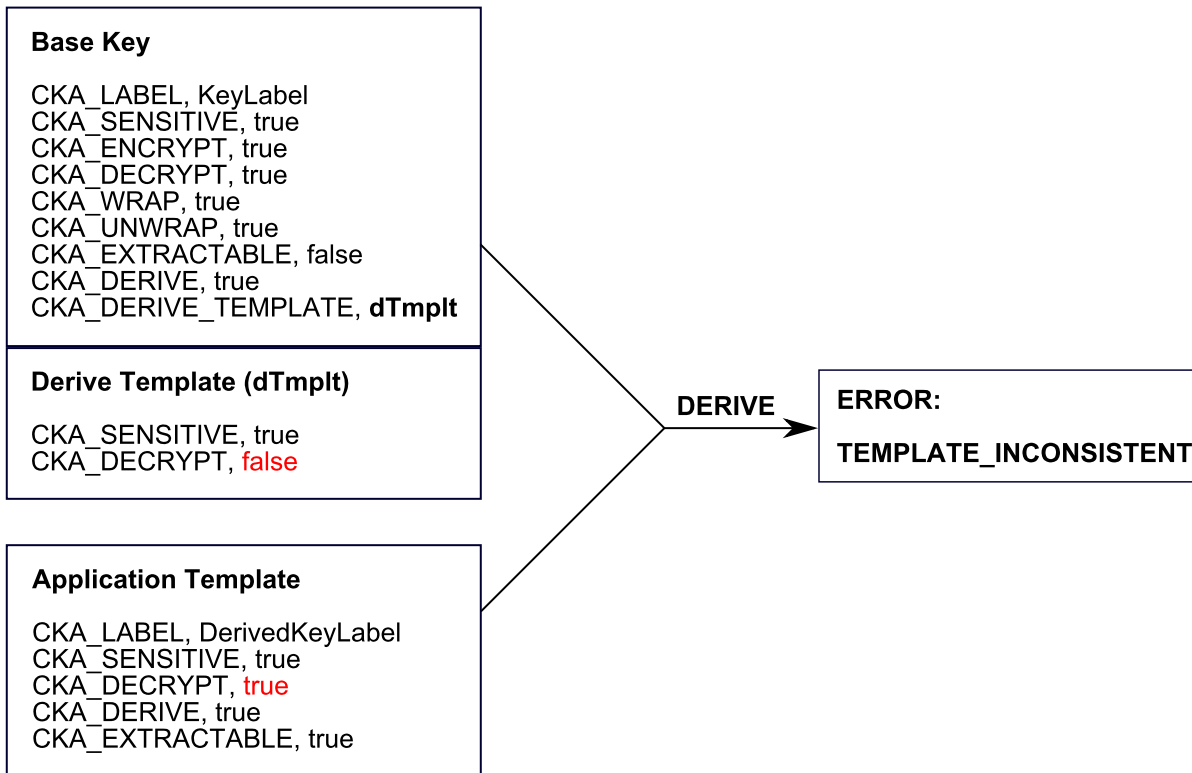 Base Key
CKA_LABEL, KeyLabel
CKA_SENSITIVE, true
CKA_ENCRYPT, true
CKA_DECRYPT, true
CKA_WRAP, true
CKA_UNWRAP, true
CKA_EXTRACTABLE, false
CKA_DERIVE, true
CKA_DERIVE_TEMPLATE, dTmplt
Derive Template (dTmplt)
CKA_SENSITIVE, true
CKA_DECRYPT, false
Application Template
CKA_LABEL, DerivedKeyLabel
CKA_SENSITIVE, true
CKA_DECRYPT, true
CKA_DERIVE, true
CKA_EXTRACTABLE, true
DERIVE
ERROR:
TEMPLATE_INCONSISTENT